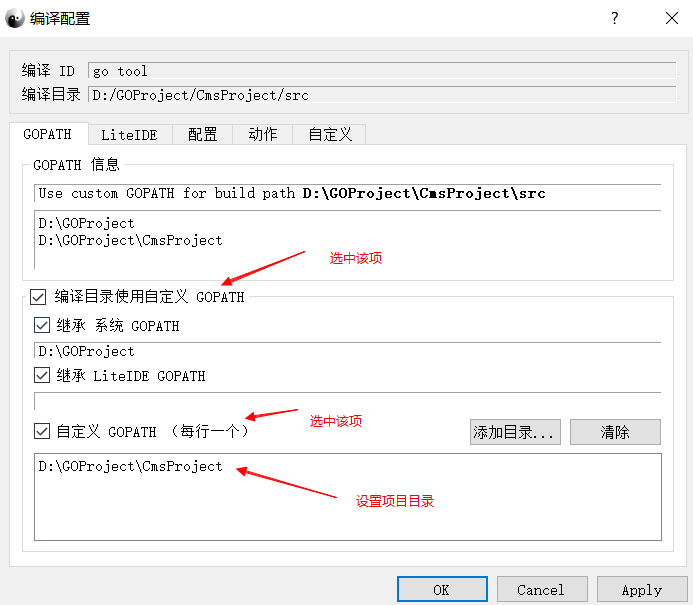 编译配置
?
编译 ID go tool
编译目录 D:/GOProject/CmsProject/src
GOPATH LiteIDE 配置 动作 自定义
GOPATH 信息
Use custom GOPATH for build path D:\GOProject\CmsProject\src
D:\GOProject
D:\GOProject\CmsProject
选中该项
编译目录使用自定义 GOPATH
继承 系统 GOPATH
D:\GOProject
继承 LiteIDE GOPATH
选中该项
自定义 GOPATH （每行一个） 添加目录... 清除
D:\GOProject\CmsProject
设置项目目录
OK Cancel Apply